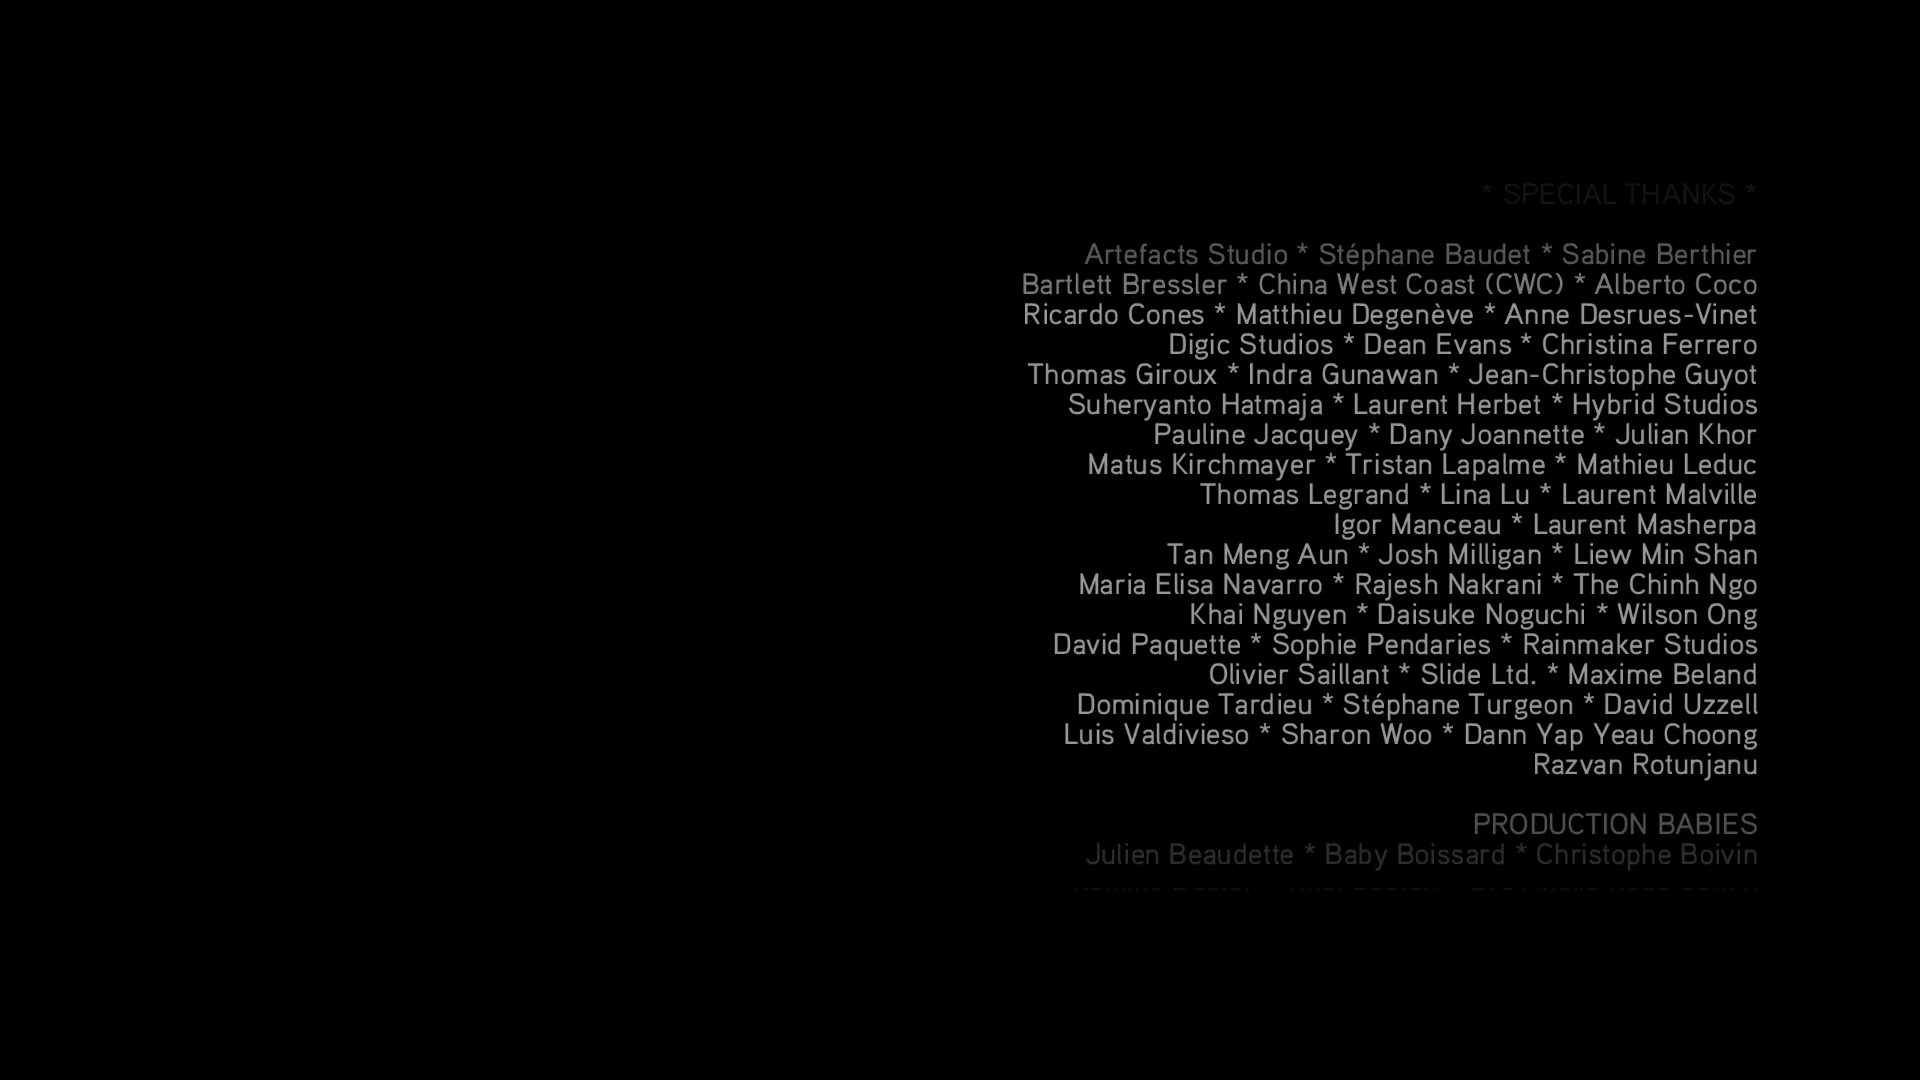 * SPECIAL THANKS *
Artefacts Studio * Stéphane Baudet * Sabine Berthier
Bartlett Bressler * China West Coast (CWC) * Alberto Coco
Ricardo Cones * Matthieu Degenève * Anne Desrues-Vinet
Digic Studios * Dean Evans * Christina Ferrero
Thomas Giroux * Indra Gunawan * Jean-Christophe Guyot
Suheryanto Hatmaja * Laurent Herbet * Hybrid Studios
Pauline Jacquey * Dany Joannette * Julian Khor
Matus Kirchmayer * Tristan Lapalme * Mathieu Leduc
Thomas Legrand * Lina Lu * Laurent Malville
Igor Manceau * Laurent Masherpa
Tan Meng Aun * Josh Milligan * Liew Min Shan
Maria Elisa Navarro * Rajesh Nakrani * The Chinh Ngo
Khai Nguyen * Daisuke Noguchi * Wilson Ong
David Paquette * Sophie Pendaries * Rainmaker Studios
Olivier Saillant * Slide Ltd. * Maxime Beland
Dominique Tardieu * Stéphane Turgeon * David Uzzell
Luis Valdivieso * Sharon Woo * Dann Yap Yeau Choong
Razvan Rotunjanu
PRODUCTION BABIES
Julien Beaudette * Baby Boissard * Christophe Boivin